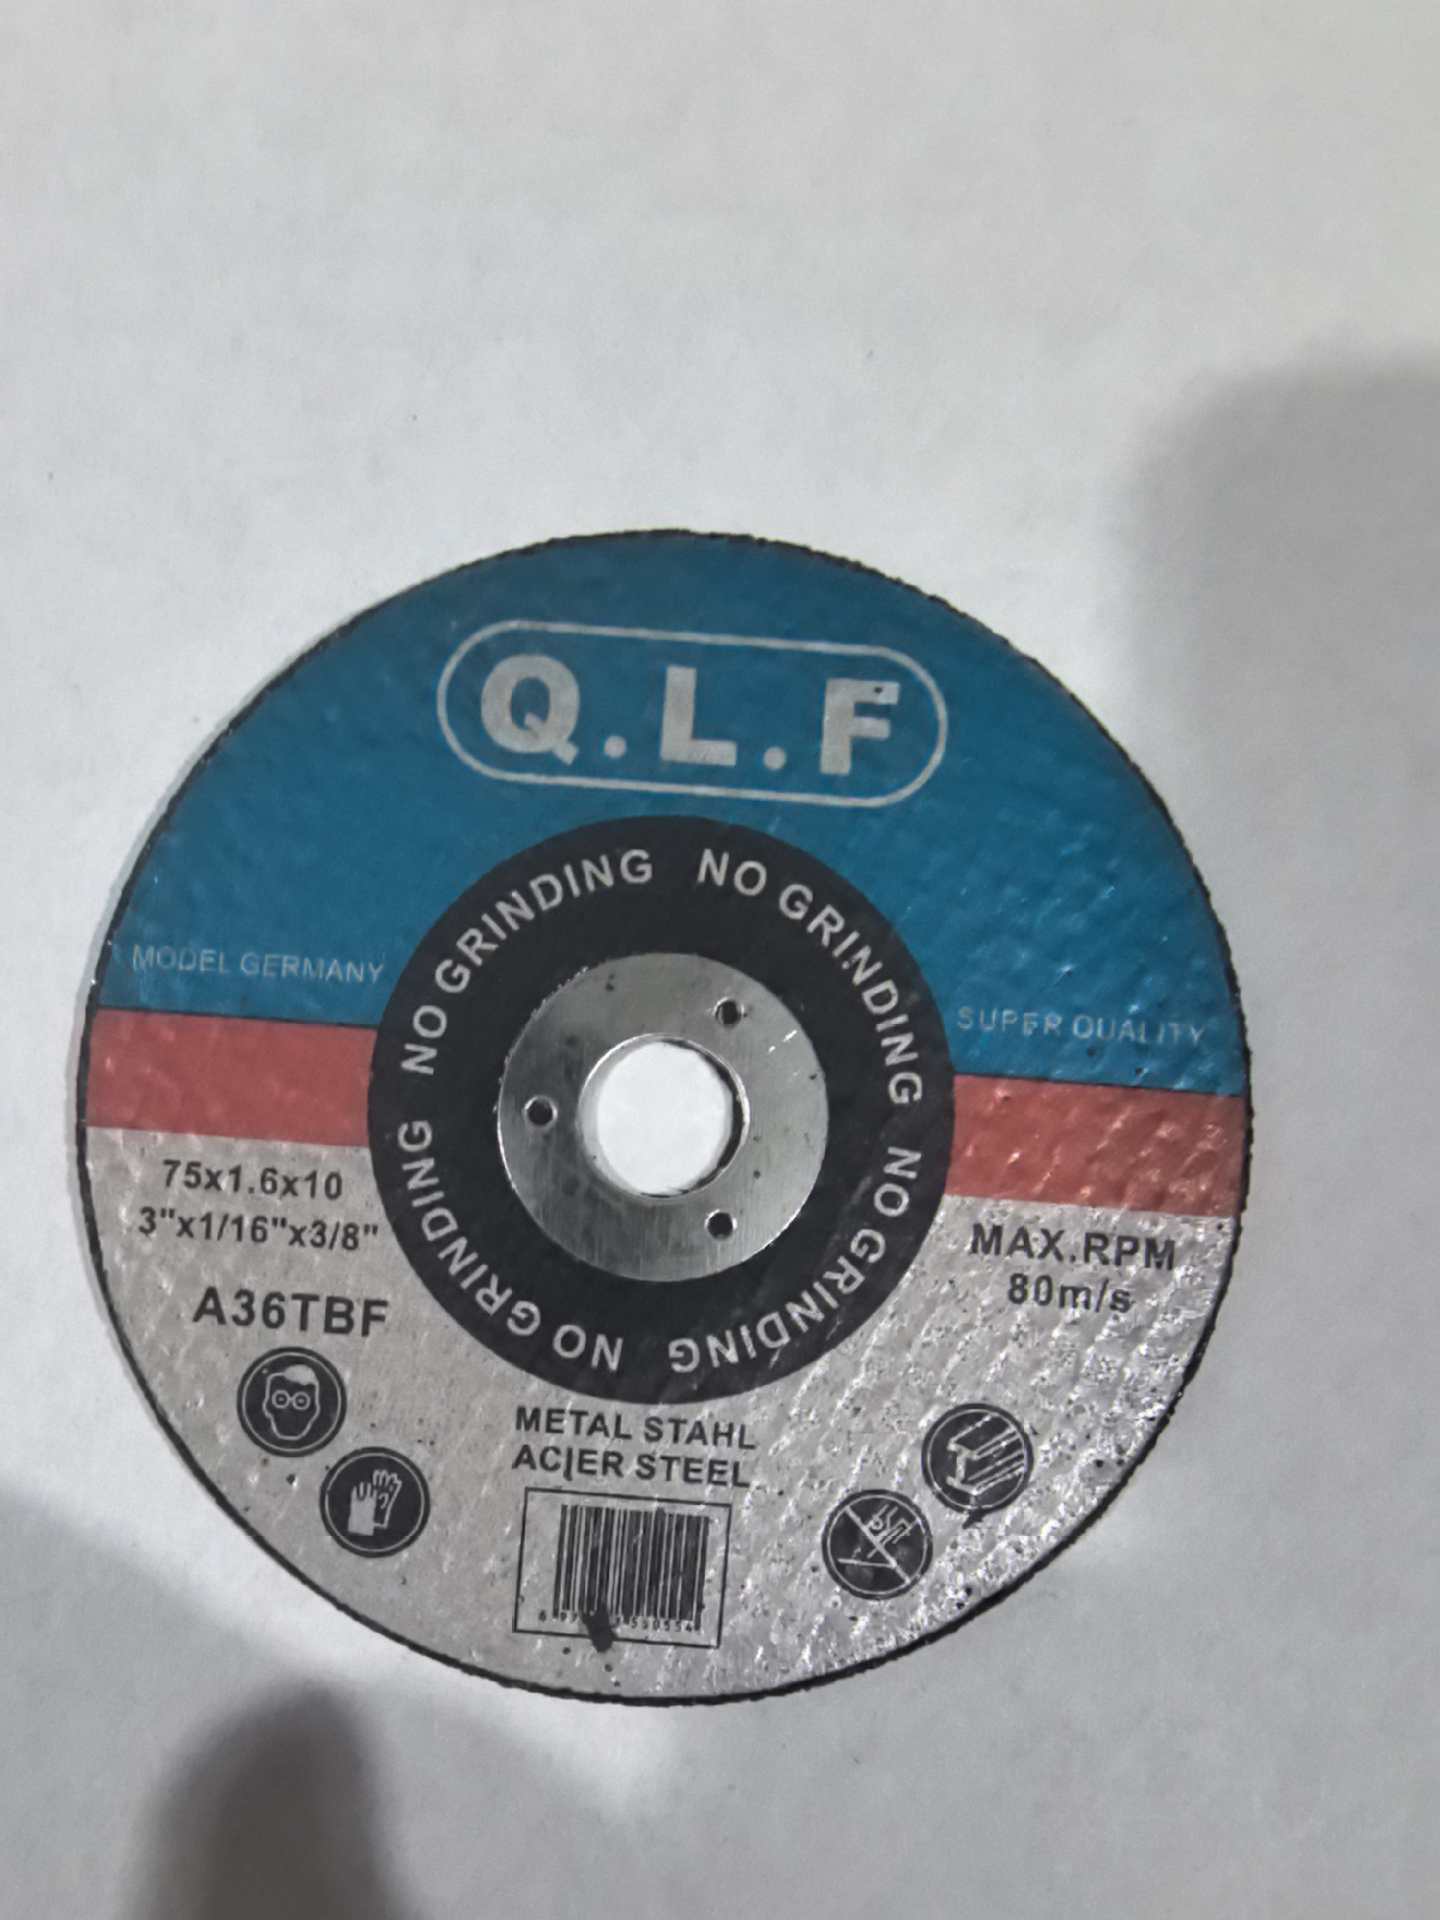 Q.L.F
NO GRINDING NO GRINDING NO GRINDING NO GRINDING
MODEL GERMANY
SUPER QUALITY
75x1.6x10
3"x1/16"x3/8"
A36TBF
MAX.RPM
80m/s
METAL STAHL
ACIER STEEL